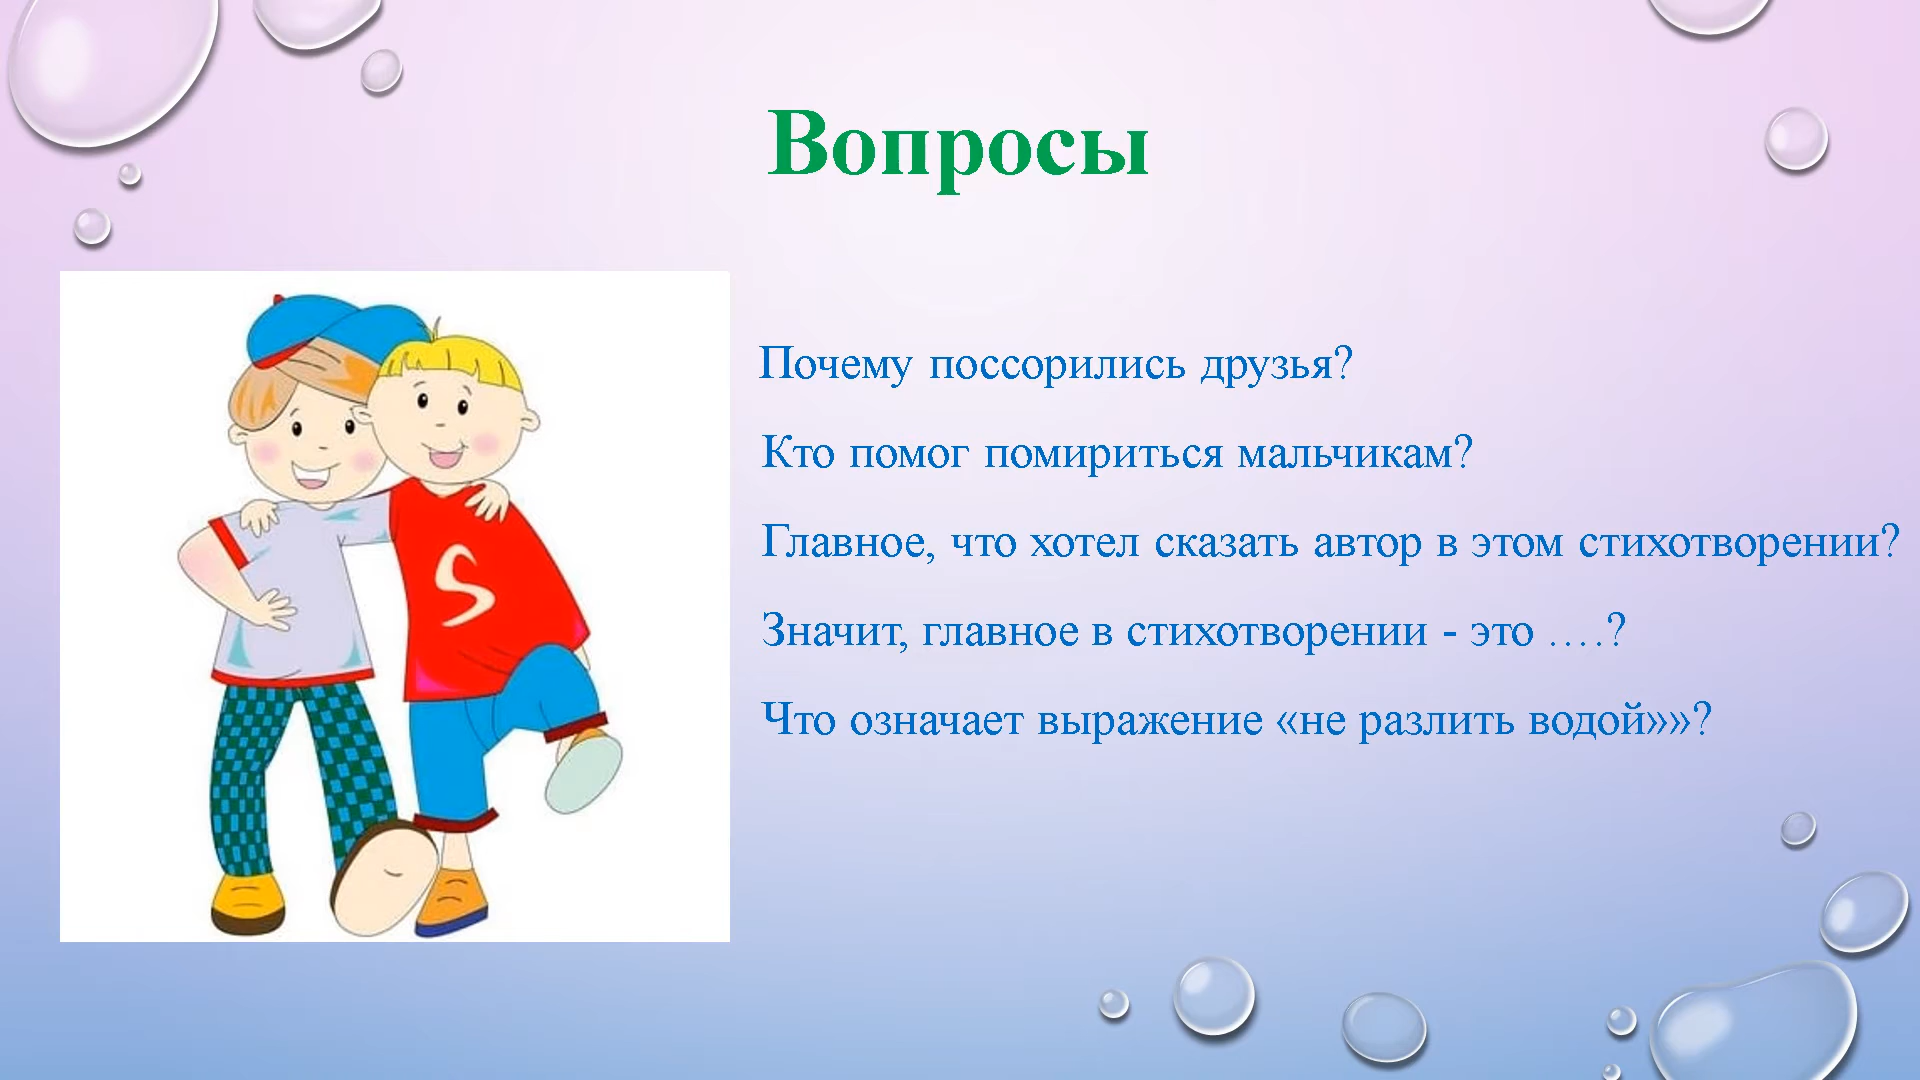 Вопросы
Почему поссорились друзья?
Кто помог помириться мальчикам?
Главное, что хотел сказать автор в этом стихотворении?
Значит, главное в стихотворении - это ....?
Что означает выражение «не разлить водой»»?
S